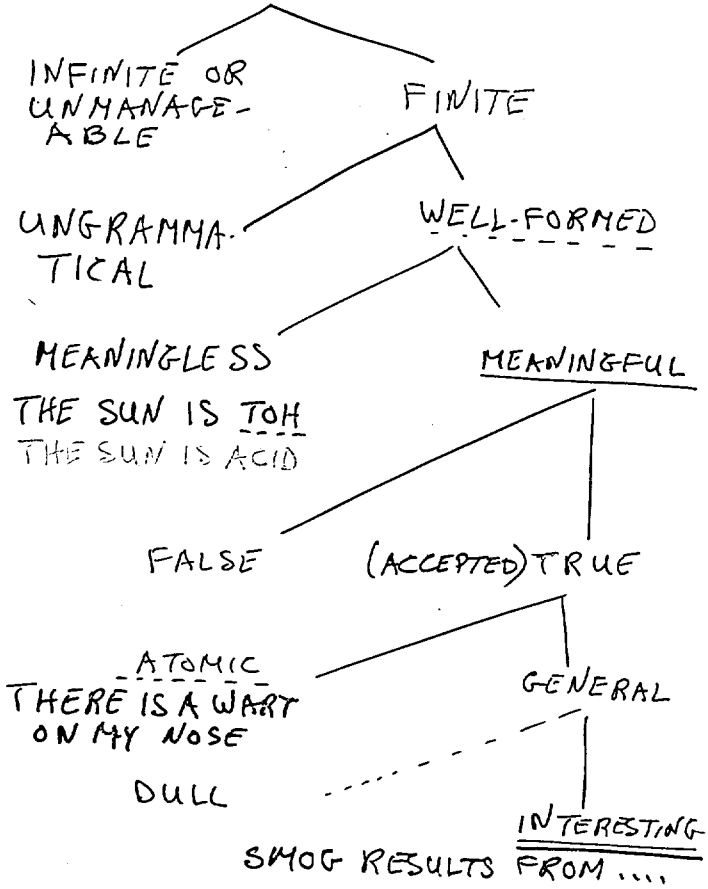 INFINITE OR
UNMANAGE-
ABLE
FINITE
UNGRAMMA-
TICAL
WELL-FORMED
MEANINGLESS
THE SUN IS TOH
THE SUN IS ACID
MEANINGFUL
FALSE
(ACCEPTED) TRUE
ATOMIC
THERE IS A WART
ON MY NOSE
GENERAL
DULL
INTERESTING
SMOG RESULTS FROM ....